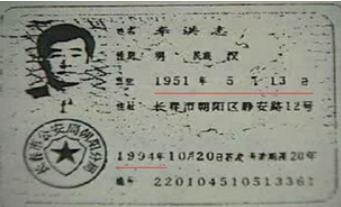 姓名 李洪志
性别 男 民族 汉
出生 1951 年 5 月 13 日
住址 长春市朝阳区静安路12号
长春市公安局朝阳分局
1994年10月20日签发 有效期限20年
编号 220104510513361